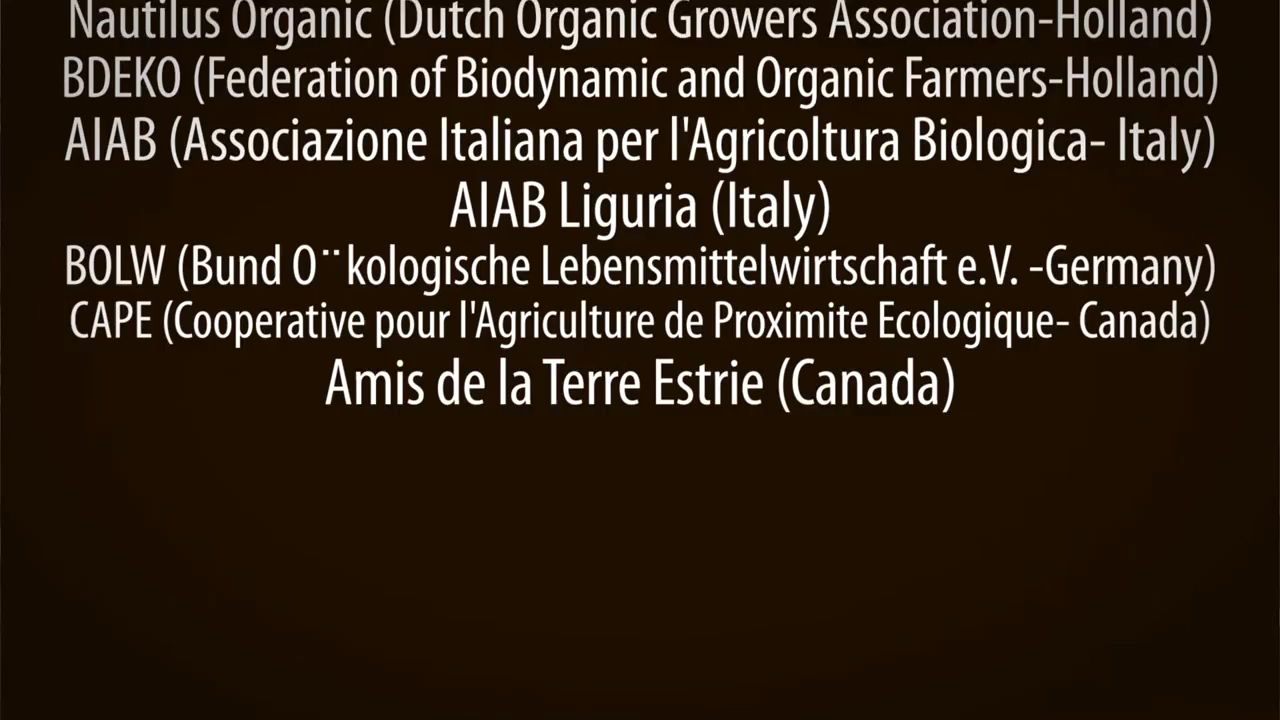 Nautilus Organic (Dutch Organic Growers Association-Holland)
BDEKO (Federation of Biodynamic and Organic Farmers-Holland)
AIAB (Associazione Italiana per l'Agricoltura Biologica- Italy)
AIAB Liguria (Italy)
BOLW (Bund O¨kologische Lebensmittelwirtschaft e.V. -Germany)
CAPE (Cooperative pour l'Agriculture de Proximite Ecologique- Canada)
Amis de la Terre Estrie (Canada)